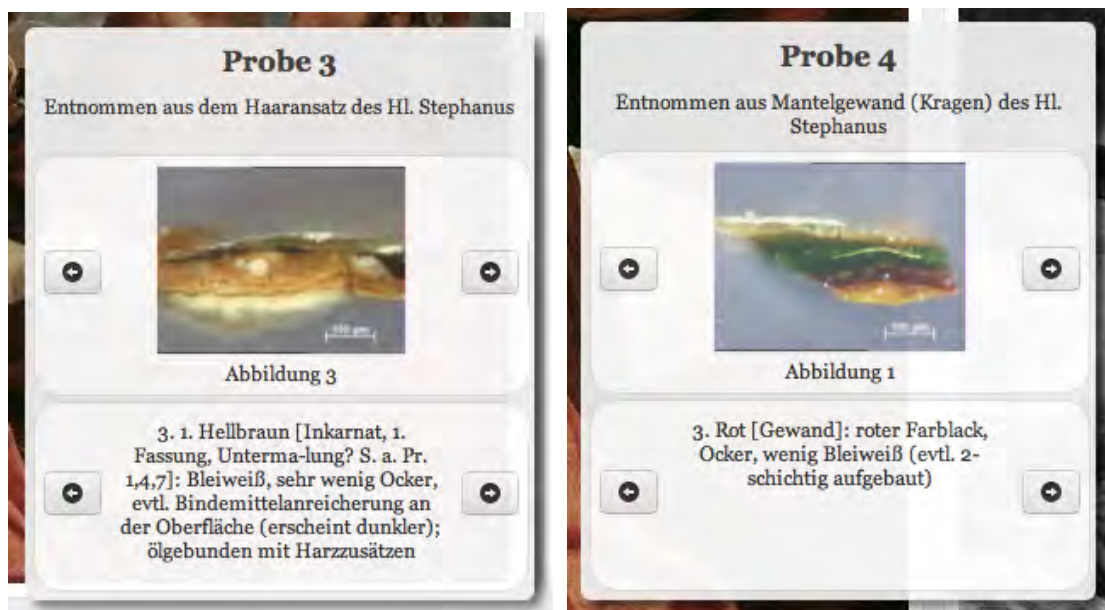 Probe 3
Entnommen aus dem Haaransatz des Hl. Stephanus
Abbildung 3
3. 1. Hellbraun [Inkarnat, 1.
Fassung, Unterma-lung? S. a. Pr.
1,4,7]: Bleiweiß, sehr wenig Ocker,
evtl. Bindemittelanreicherung an
der Oberfläche (erscheint dunkler);
ölgebunden mit Harzzusätzen
Probe 4
Entnommen aus Mantelgewand (Kragen) des Hl.
Stephanus
Abbildung 1
3. Rot [Gewand]: roter Farblack,
Ocker, wenig Bleiweiß (evtl. 2-
schichtig aufgebaut)